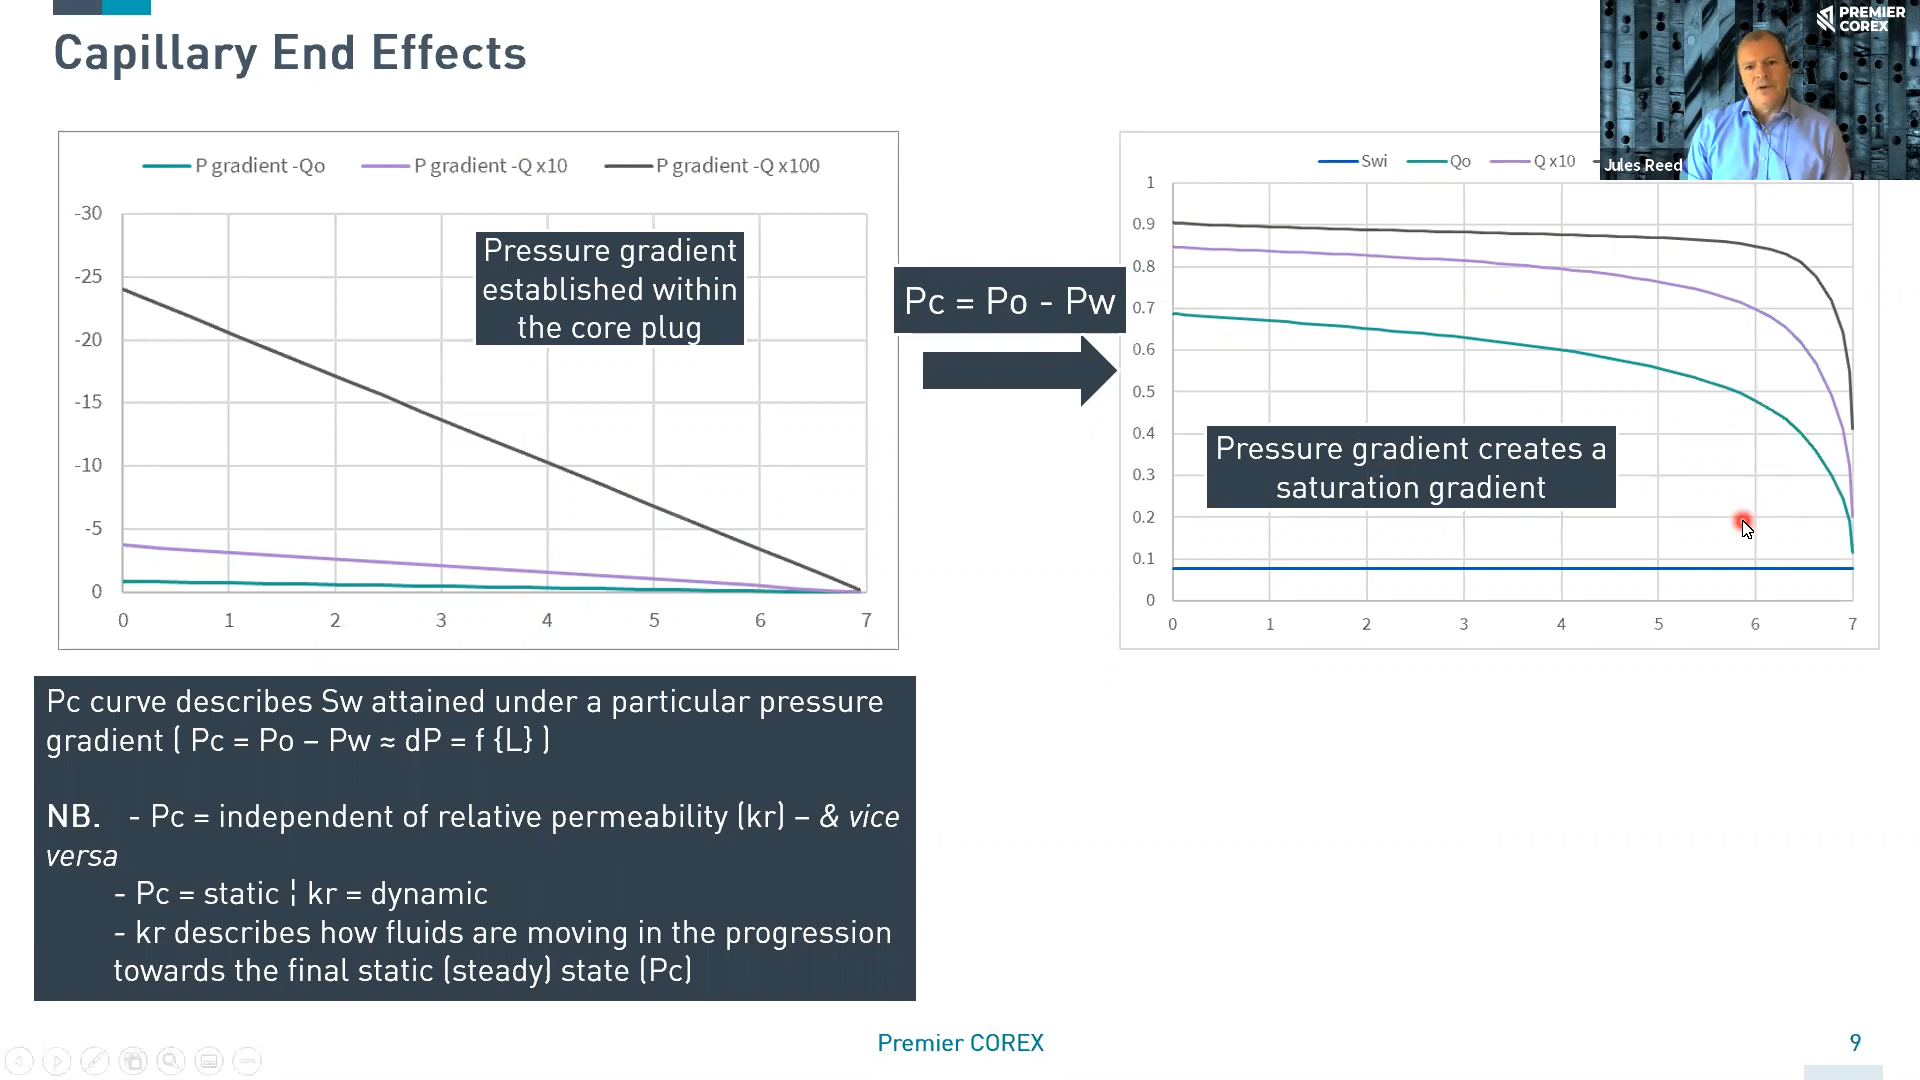 Capillary End Effects
PREMIER
COREX
Jules Reed
P gradient -Qo
P gradient -Q x10
P gradient -Q x100
-30
-25
-20
-15
-10
-5
0
0 1 2 3 4 5 6 7
Pressure gradient
established within
the core plug
Pc = Po - Pw
Swi
Qo
Q x10
1
0.9
0.8
0.7
0.6
0.5
0.4
0.3
0.2
0.1
0
0 1 2 3 4 5 6 7
Pressure gradient creates a
saturation gradient
Pc curve describes Sw attained under a particular pressure
gradient ( Pc = Po – Pw ≈ dP = f {L} )
NB. - Pc = independent of relative permeability (kr) – & vice
versa
- Pc = static ¦ kr = dynamic
- kr describes how fluids are moving in the progression
towards the final static (steady) state (Pc)
Premier COREX
9